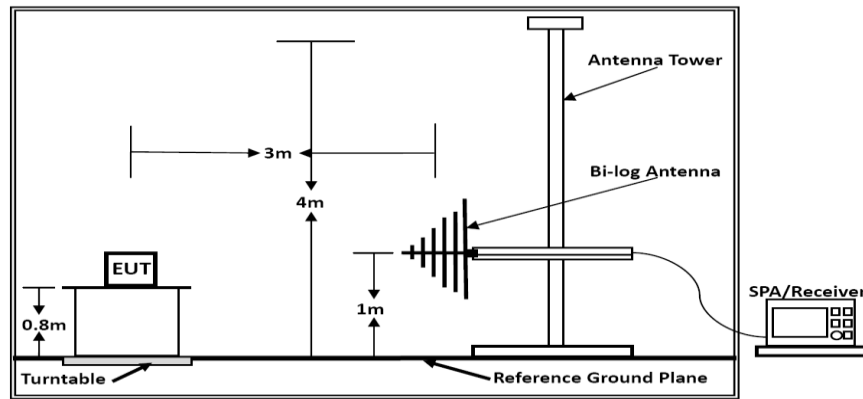 Antenna Tower
3m
Bi-log Antenna
4m
EUT
1m
SPA/Receiver
0.8m
Turntable
Reference Ground Plane